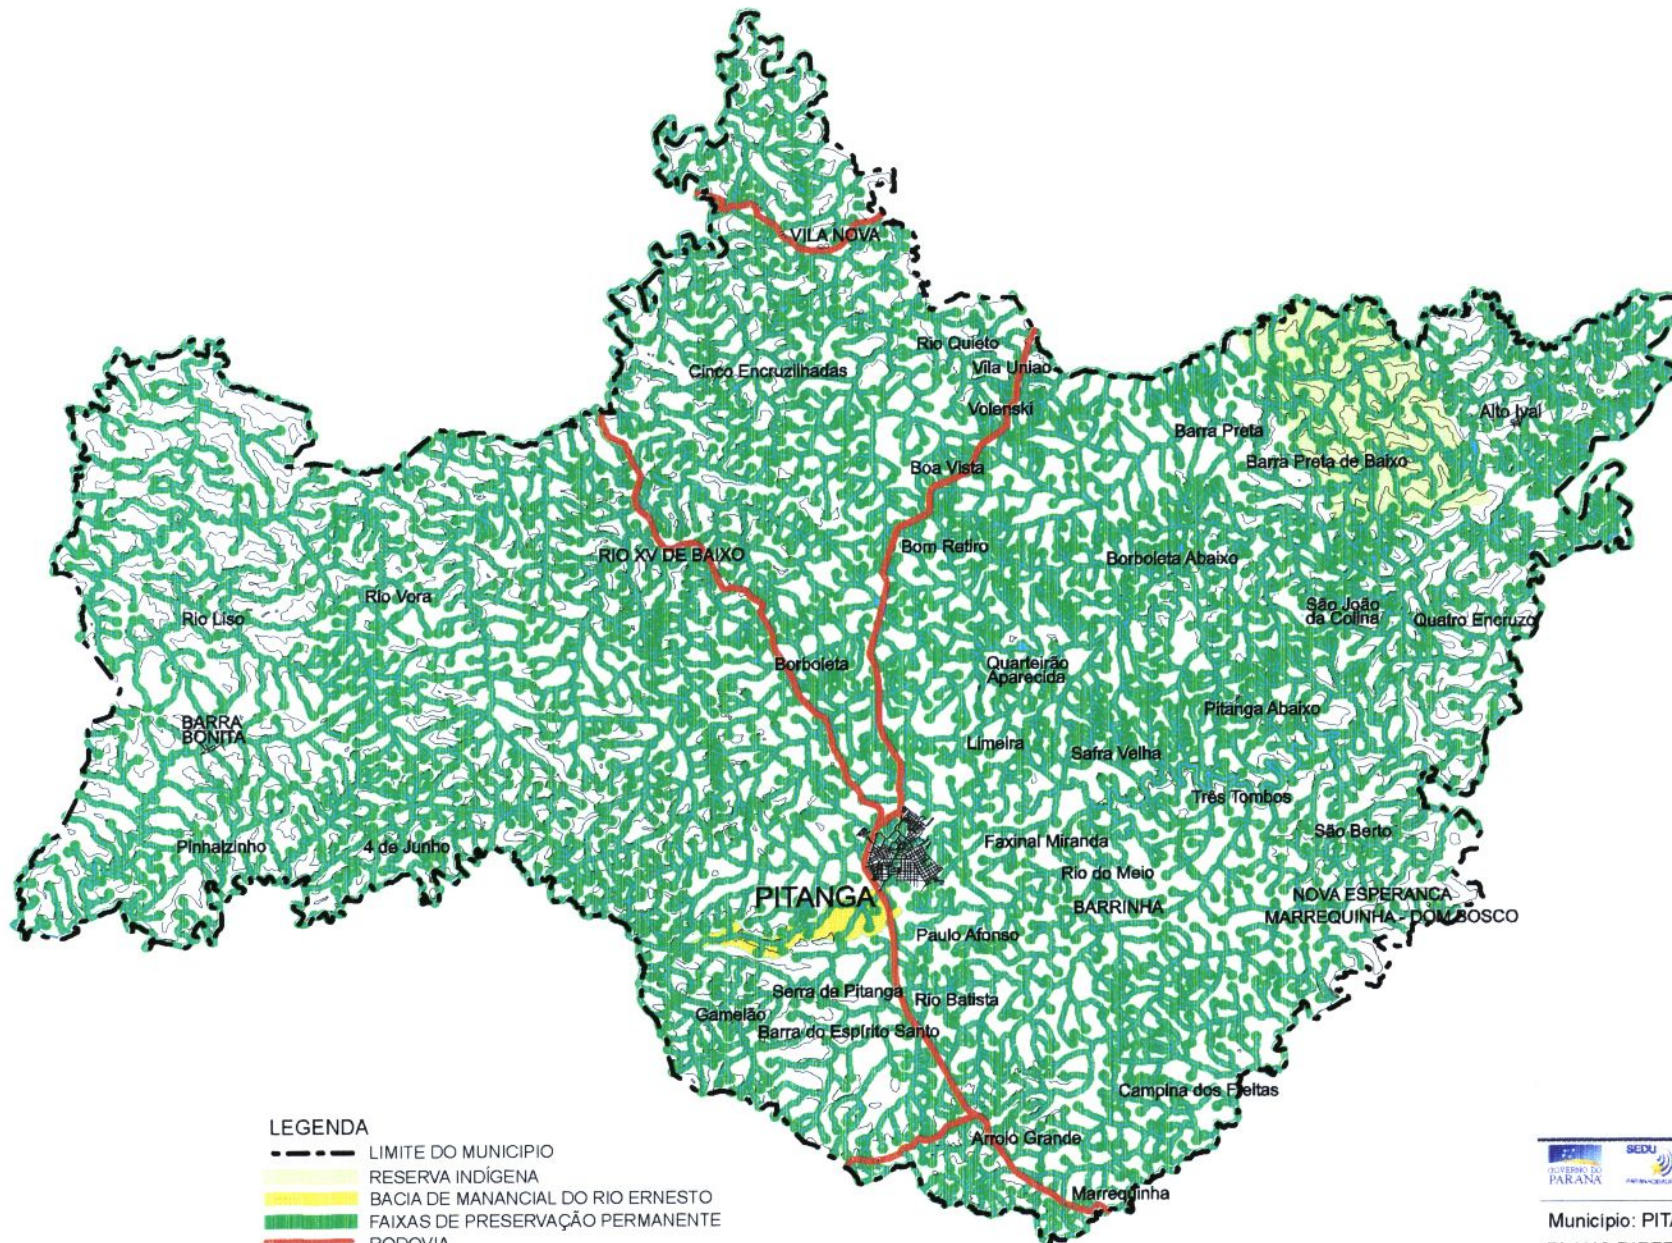 VILA NOVA
Rio Quieto
Cinco Encruzilhadas
Vila Uniao
Volenski
Alto Ivaí
Barra Preta
Barra Preta de Baixo
Boa Vista
Bom Retiro
RIO XV DE BAIXO
Borboleta Abaixo
Rio Vora
São João
da Colina
Rio Liso
Quatro Encruzo
Borboleta
Quarteirão
Aparecida
Pitanga Abaixo
BARRA
BONITA
Limeira
Safra Velha
Três Tombos
São Berto
Pinhalzinho
4 de Junho
Faxinal Miranda
Rio do Meio
PITANGA
NOVA ESPERANCA
BARRINHA
MARREQUINHA - DOM BOSCO
Paulo Afonso
Serra da Pitanga
Rio Batista
Gamelão
Barra do Espírito Santo
Campina dos Freitas
Arroio Grande
Marrequinha
LEGENDA
LIMITE DO MUNICIPIO
RESERVA INDÍGENA
BACIA DE MANANCIAL DO RIO ERNESTO
FAIXAS DE PRESERVAÇÃO PERMANENTE
RODOVIA
GOVERNO DO
PARANÁ
SEDU
Município: PITA